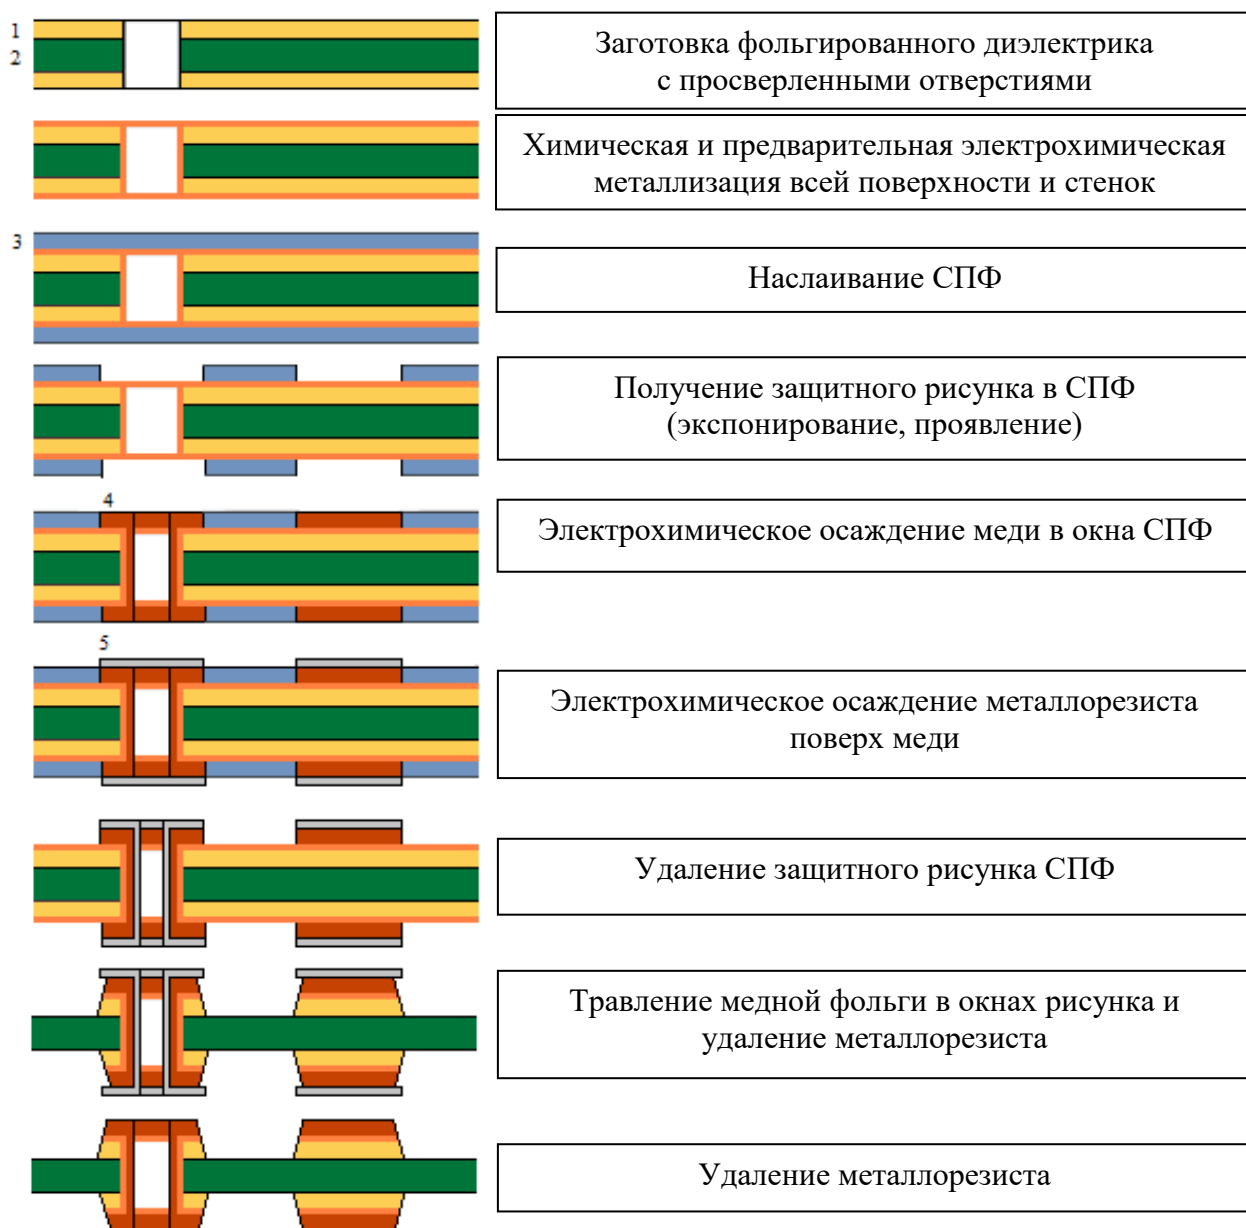 1
2
Заготовка фольгированного диэлектрика
с просверленными отверстиями
Химическая и предварительная электрохимическая
металлизация всей поверхности и стенок
3
Наслаивание СПФ
Получение защитного рисунка в СПФ
(экспонирование, проявление)
4
Электрохимическое осаждение меди в окна СПФ
5
Электрохимическое осаждение металлорезиста
поверх меди
Удаление защитного рисунка СПФ
Травление медной фольги в окнах рисунка и
удаление металлорезиста
Удаление металлорезиста